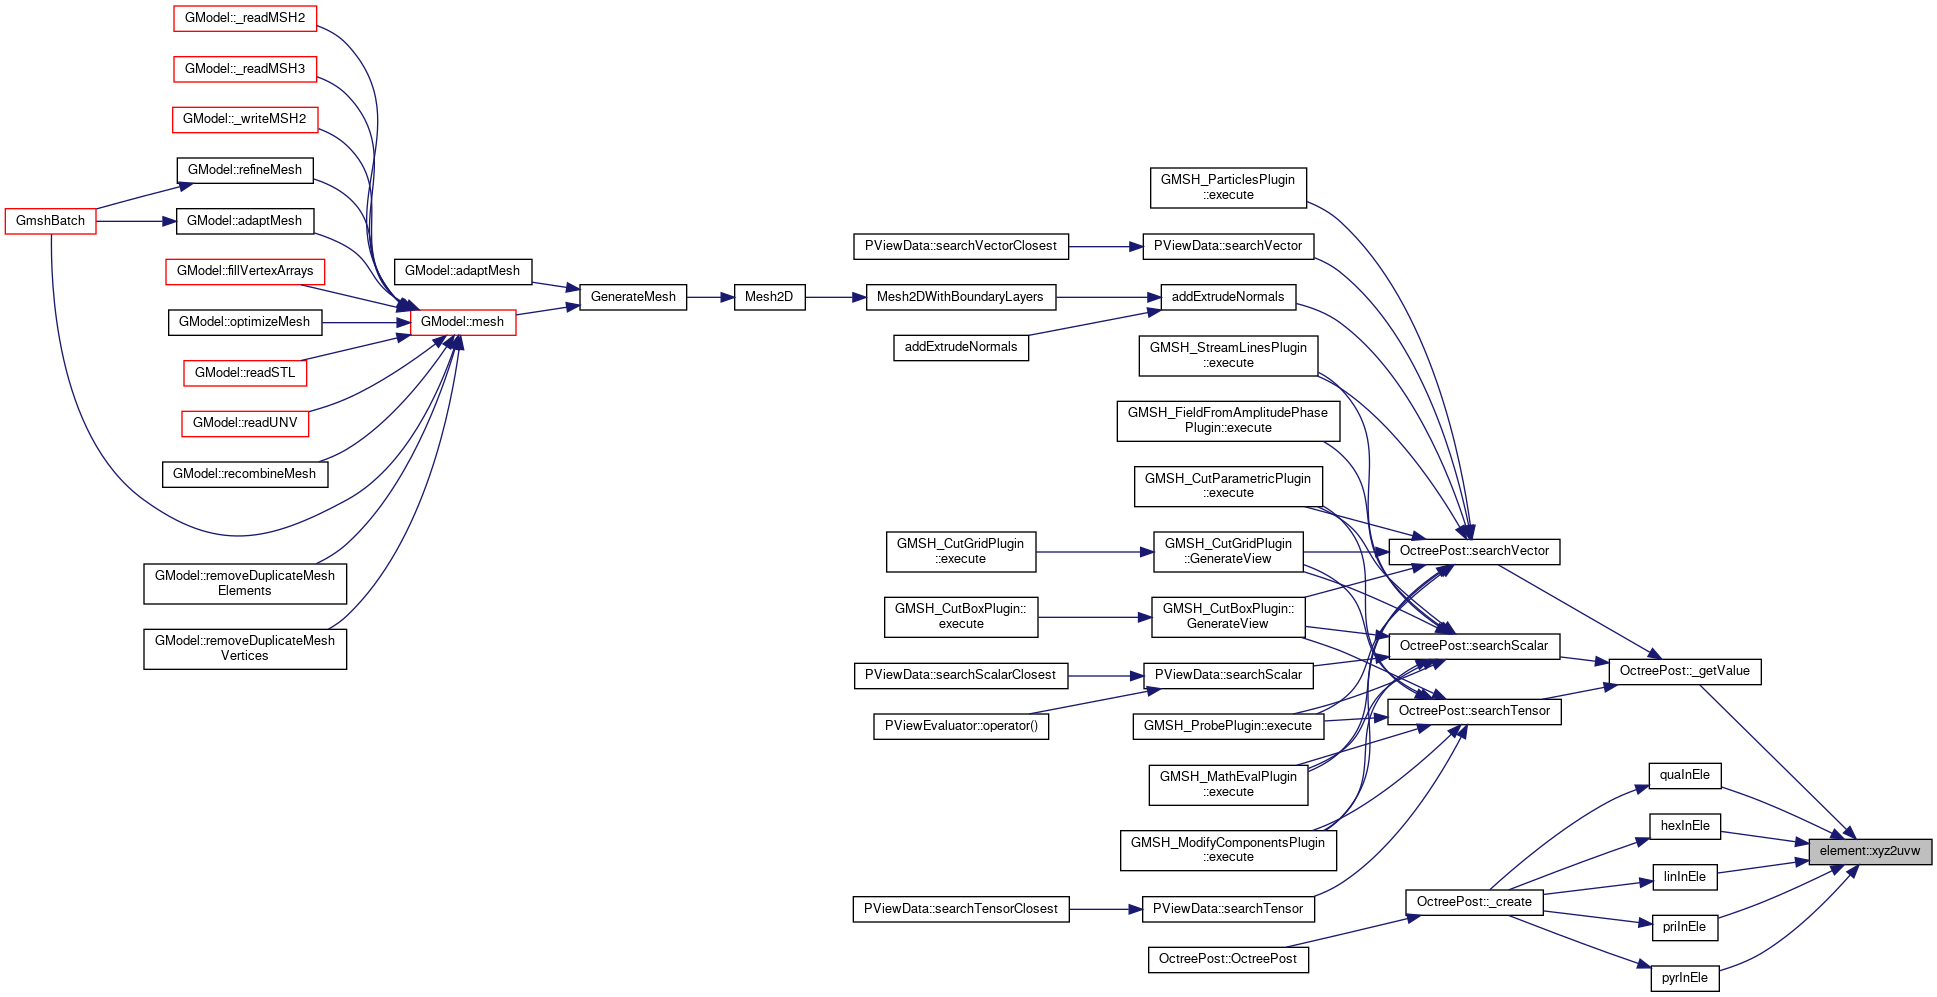 GModel::_readMSH2
GModel::_readMSH3
GModel::_writeMSH2
GModel::refineMesh
GmshBatch
GModel::adaptMesh
GModel::fillVertexArrays
GModel::optimizeMesh
GModel::readSTL
GModel::readUNV
GModel::recombineMesh
GModel::removeDuplicateMesh
Elements
GModel::removeDuplicateMesh
Vertices
GModel::adaptMesh
GModel::mesh
GenerateMesh
Mesh2D
PViewData::searchVectorClosest
Mesh2DWithBoundaryLayers
addExtrudeNormals
GMSH_CutGridPlugin
::execute
GMSH_CutBoxPlugin::
execute
PViewData::searchScalarClosest
PViewEvaluator::operator()
PViewData::searchTensorClosest
GMSH_ParticlesPlugin
::execute
PViewData::searchVector
addExtrudeNormals
GMSH_StreamLinesPlugin
::execute
GMSH_FieldFromAmplitudePhase
Plugin::execute
GMSH_CutParametricPlugin
::execute
GMSH_CutGridPlugin
::GenerateView
GMSH_CutBoxPlugin::
GenerateView
PViewData::searchScalar
GMSH_ProbePlugin::execute
GMSH_MathEvalPlugin
::execute
GMSH_ModifyComponentsPlugin
::execute
PViewData::searchTensor
OctreePost::OctreePost
OctreePost::searchVector
OctreePost::searchScalar
OctreePost::searchTensor
OctreePost::_create
OctreePost::_getValue
quaInEle
hexInEle
linInEle
priInEle
pyrInEle
element::xyz2uvw